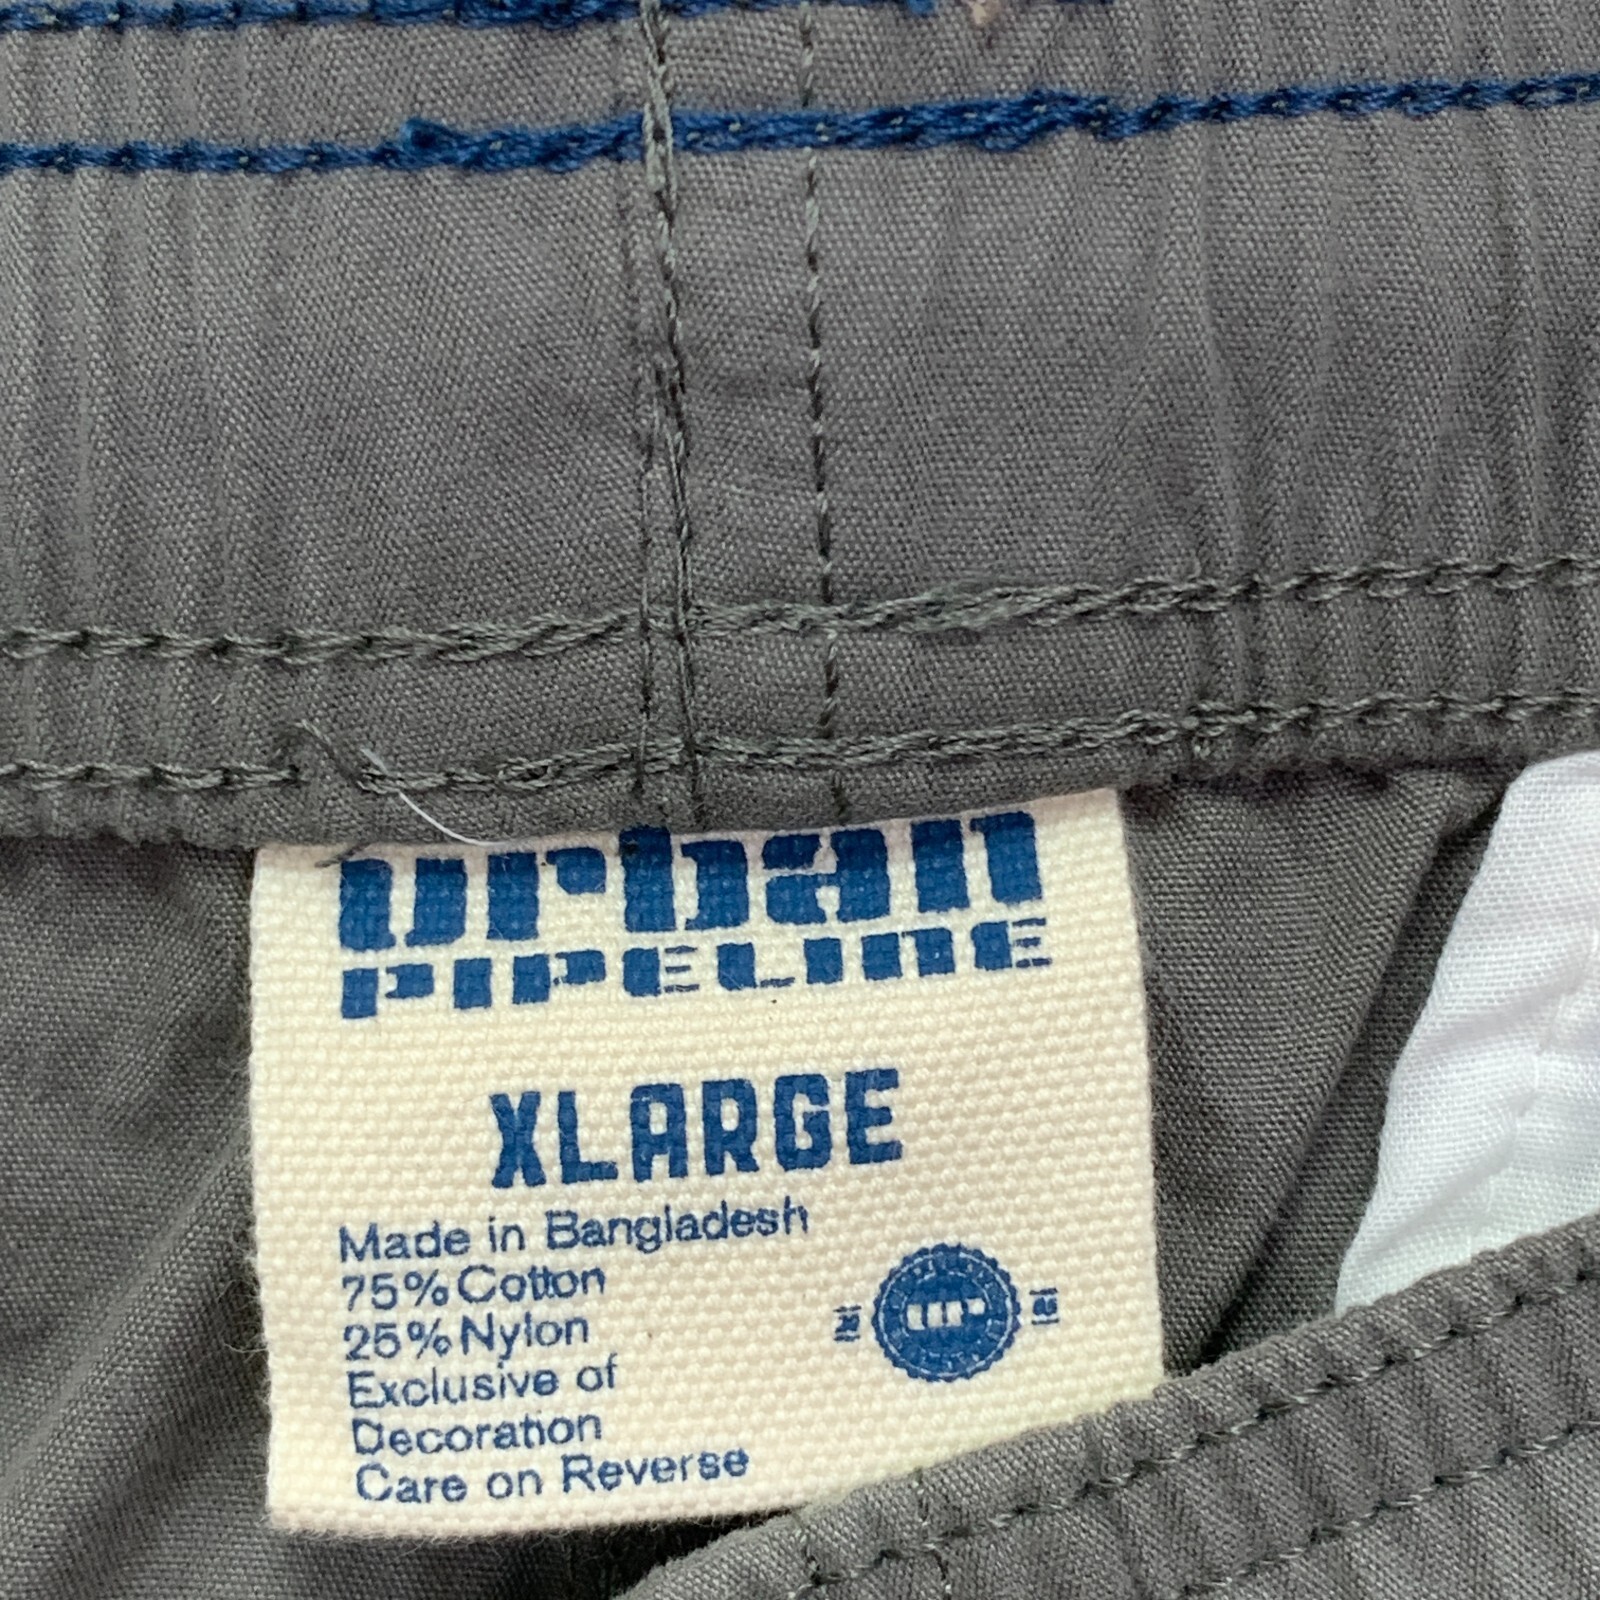 urban
PIPELINE
XLARGE
Made in Bangladesh
75% Cotton
25% Nylon
Exclusive of
Decoration
Care on Reverse